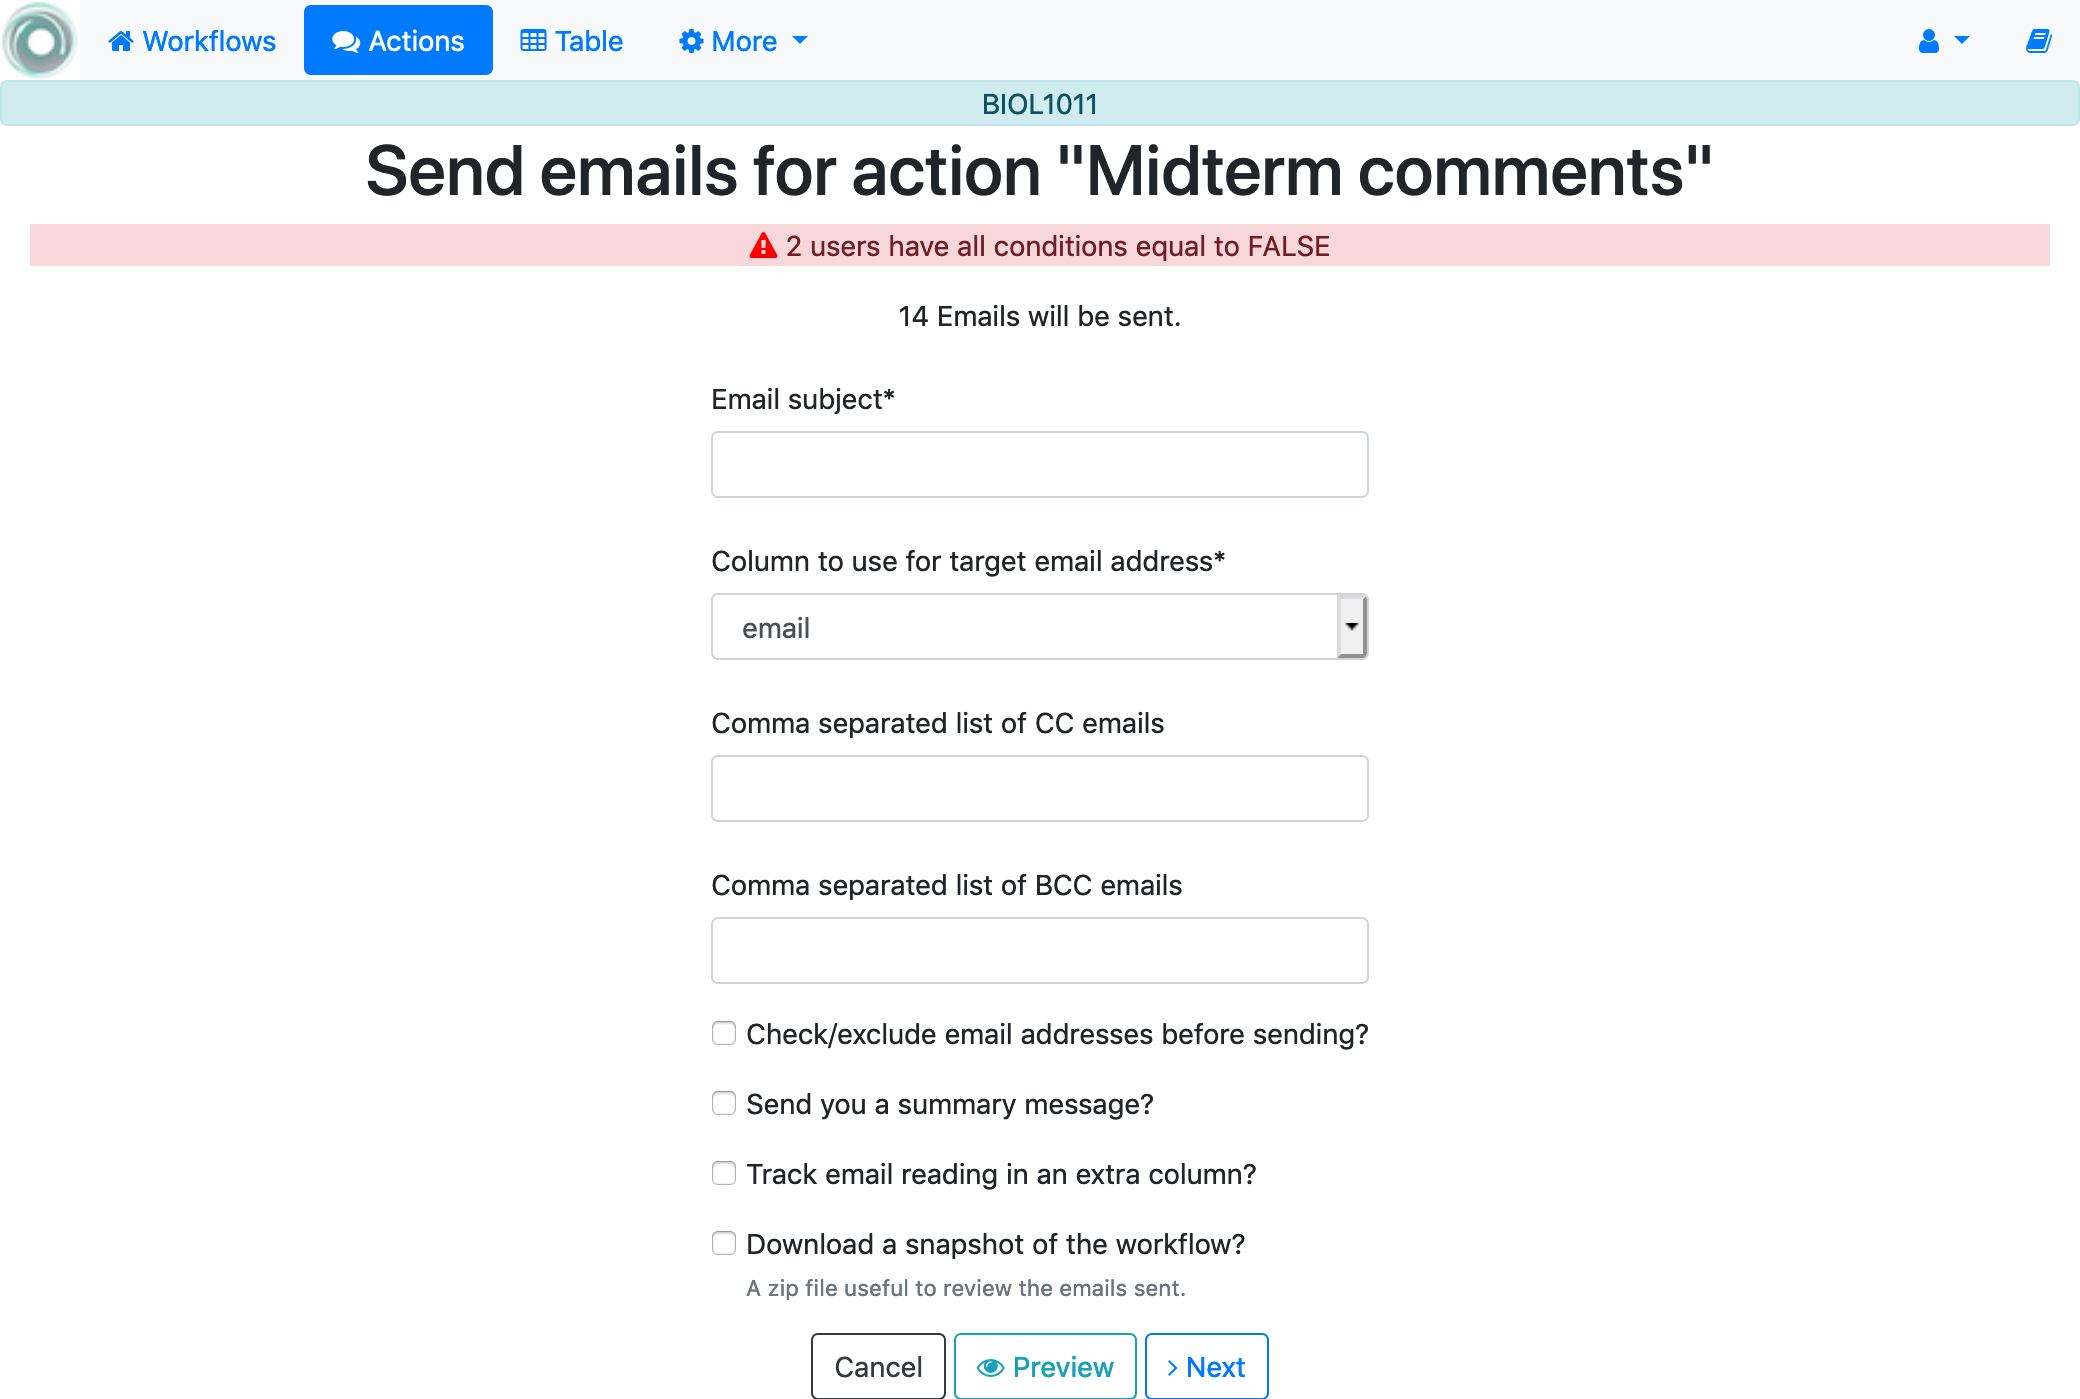 Workflows Actions Table More
BIOL1011
Send emails for action "Midterm comments"
2 users have all conditions equal to FALSE
14 Emails will be sent.
Email subject*
Column to use for target email address*
email
Comma separated list of CC emails
Comma separated list of BCC emails
Check/exclude email addresses before sending?
Send you a summary message?
Track email reading in an extra column?
Download a snapshot of the workflow?
A zip file useful to review the emails sent.
Cancel Preview Next